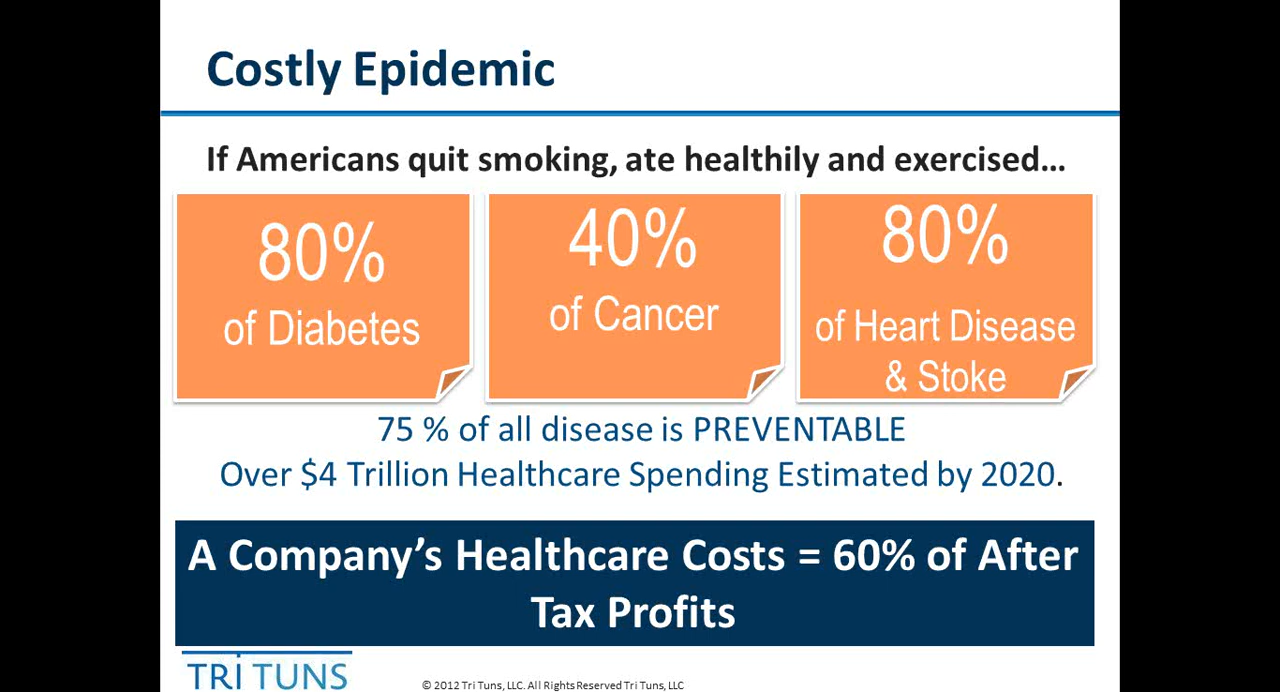 Costly Epidemic
If Americans quit smoking, ate healthily and exercised…
80%
of Diabetes
40%
of Cancer
80%
of Heart Disease
& Stoke
75 % of all disease is PREVENTABLE
Over $4 Trillion Healthcare Spending Estimated by 2020.
A Company’s Healthcare Costs = 60% of After
Tax Profits
TRi TUNS
© 2012 Tri Tuns, LLC. All Rights Reserved Tri Tuns, LLC